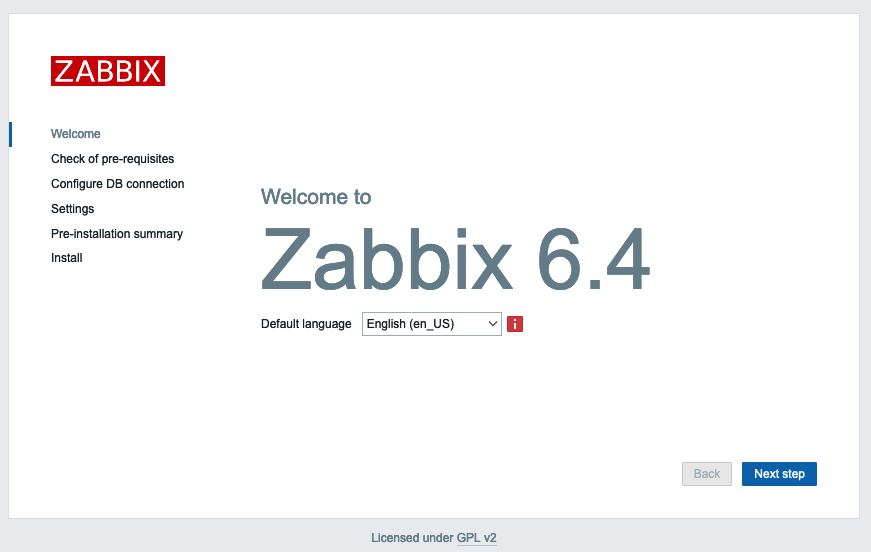 ZABBIX
Welcome
Check of pre-requisites
Configure DB connection
Settings
Pre-installation summary
Install
Welcome to
Zabbix 6.4
Default language English (en_US) i
Back Next step
Licensed under GPL v2